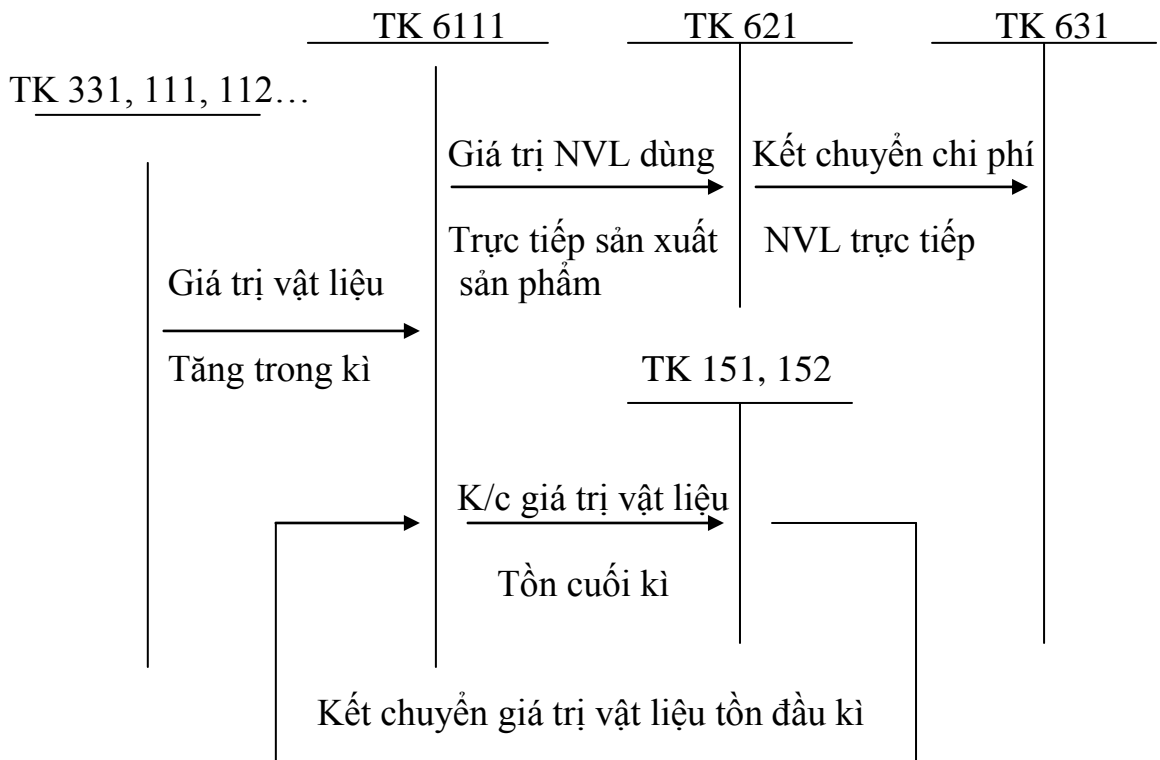 TK 6111 TK 621 TK 631
TK 331, 111, 112…
Giá trị NVL dùng Kết chuyển chi phí
Trực tiếp sản xuất NVL trực tiếp
sản phẩm
Giá trị vật liệu
Tăng trong kì
TK 151, 152
K/c giá trị vật liệu
Tồn cuối kì
Kết chuyển giá trị vật liệu tồn đầu kì